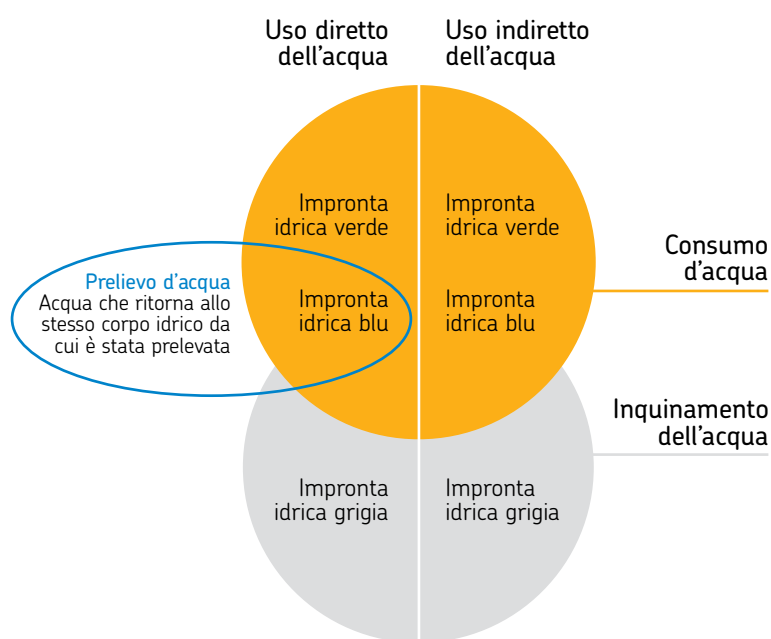 Uso diretto
dell’acqua
Uso indiretto
dell’acqua
Impronta
idrica verde
Impronta
idrica verde
Consumo
d’acqua
Prelievo d’acqua
Acqua che ritorna allo
stesso corpo idrico da
cui è stata prelevata
Impronta
idrica blu
Impronta
idrica blu
Inquinamento
dell’acqua
Impronta
idrica grigia
Impronta
idrica grigia